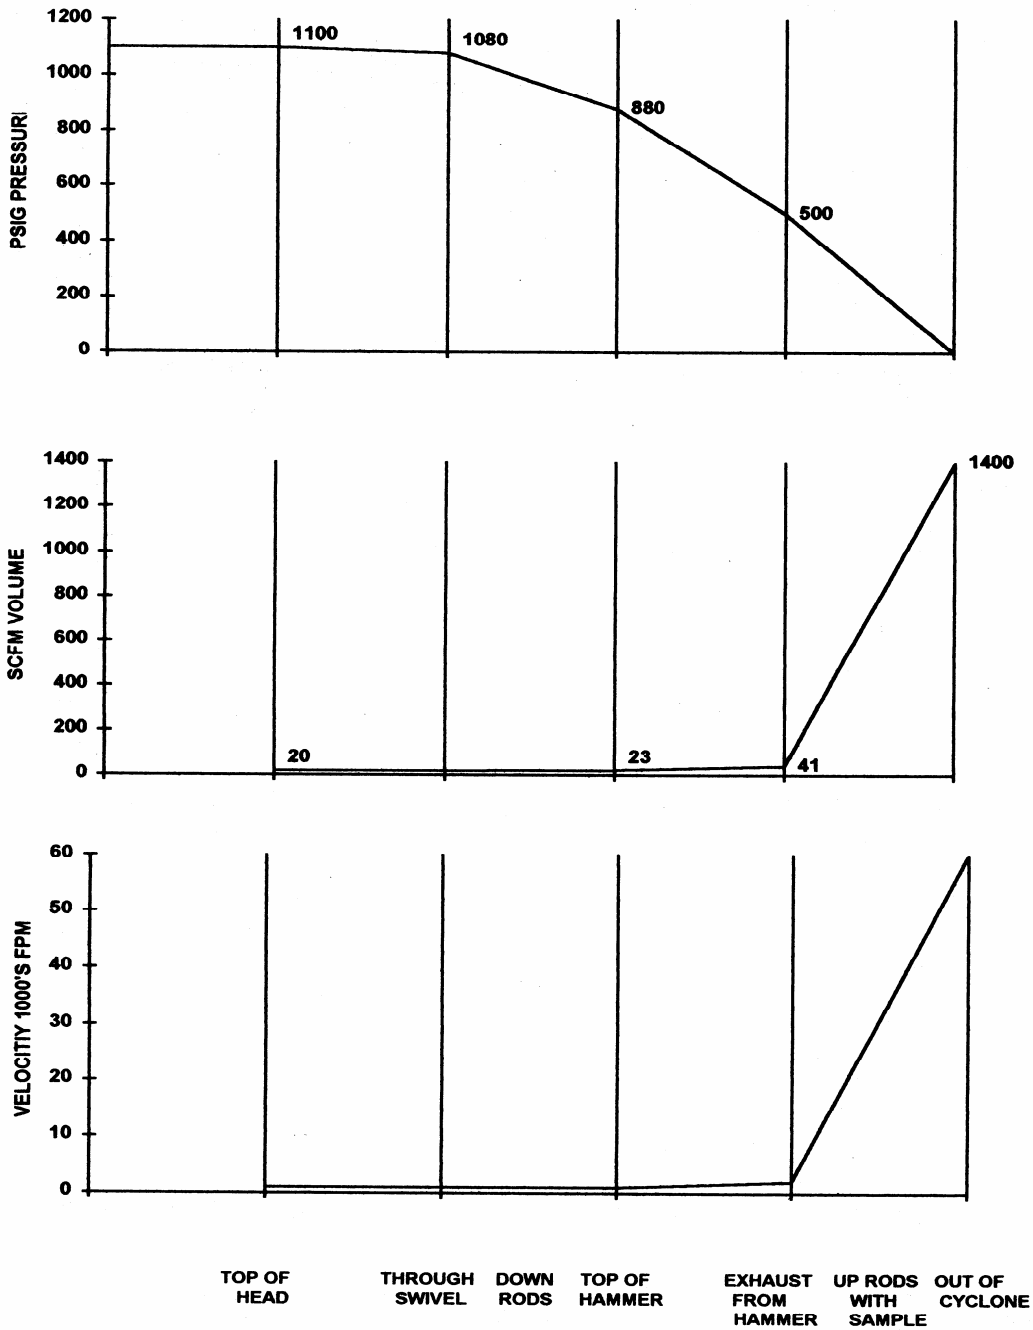 1200
1000
800
600
400
200
0
PSIG PRESSURI
1100
1080
880
500
1400
1200
1000
800
600
400
200
0
SCFM VOLUME
20
23
41
1400
60
50
40
30
20
10
0
VELOCITIY 1000'S FPM
TOP OF
HEAD
THROUGH
SWIVEL
DOWN
RODS
TOP OF
HAMMER
EXHAUST
FROM
HAMMER
UP RODS
WITH
SAMPLE
OUT OF
CYCLONE